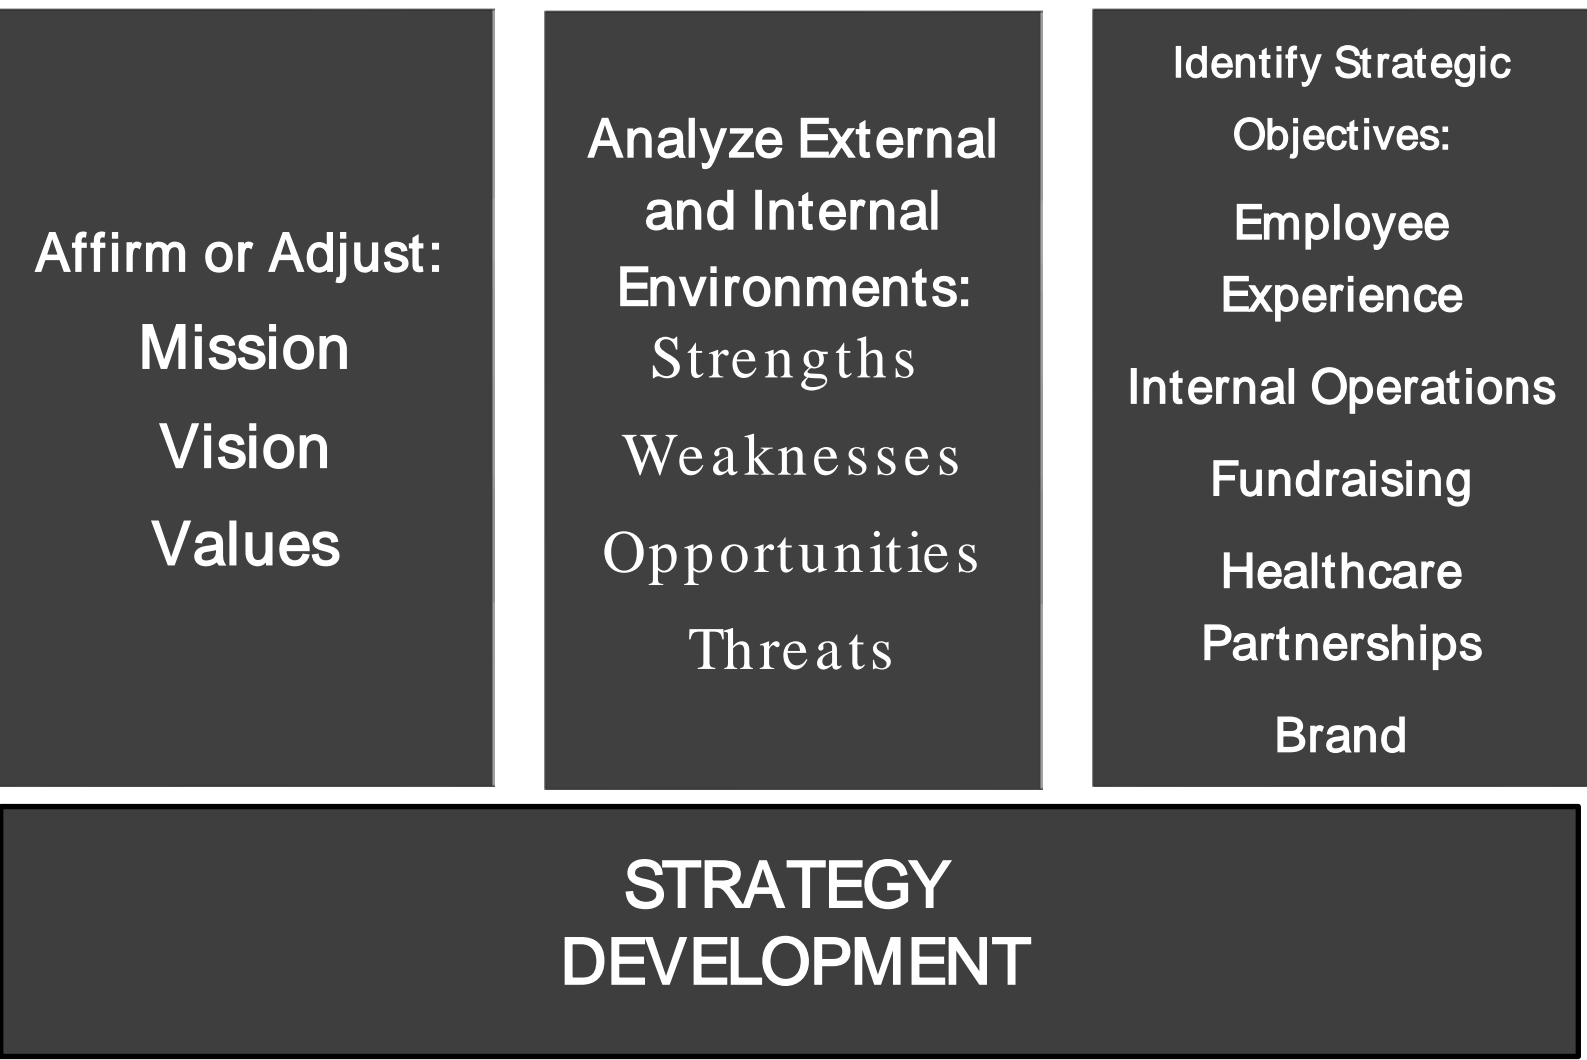 Affirm or Adjust:
Mission
Vision
Values
Analyze External
and Internal
Environments:
Strengths
Weaknesses
Opportunities
Threats
Identify Strategic
Objectives:
Employee
Experience
Internal Operations
Fundraising
Healthcare
Partnerships
Brand
STRATEGY
DEVELOPMENT